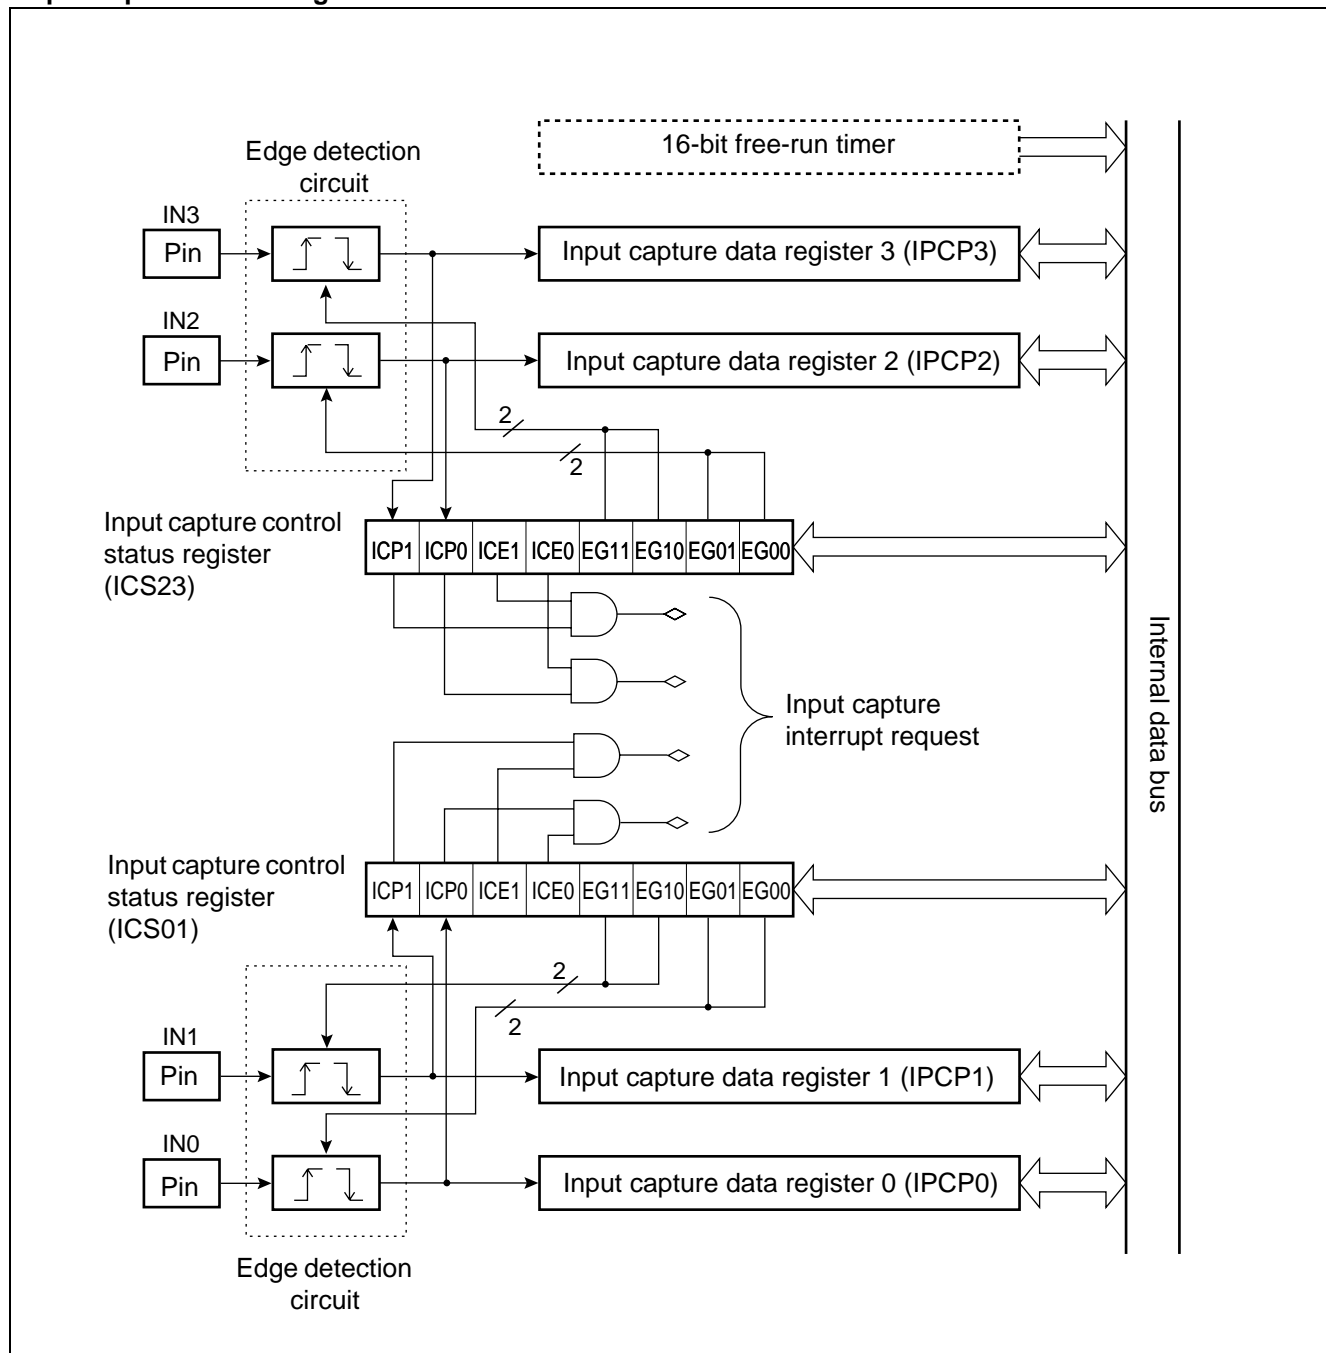 16-bit free-run timer
Edge detection
circuit
IN3
Pin
Input capture data register 3 (IPCP3)
IN2
Pin
Input capture data register 2 (IPCP2)
2
2
Input capture control
status register
(ICS23)
ICP1 ICP0 ICE1 ICE0 EG11 EG10 EG01 EG00
Input capture
interrupt request
Internal data bus
Input capture control
status register
(ICS01)
ICP1 ICP0 ICE1 ICE0 EG11 EG10 EG01 EG00
2
2
IN1
Pin
Input capture data register 1 (IPCP1)
IN0
Pin
Input capture data register 0 (IPCP0)
Edge detection
circuit